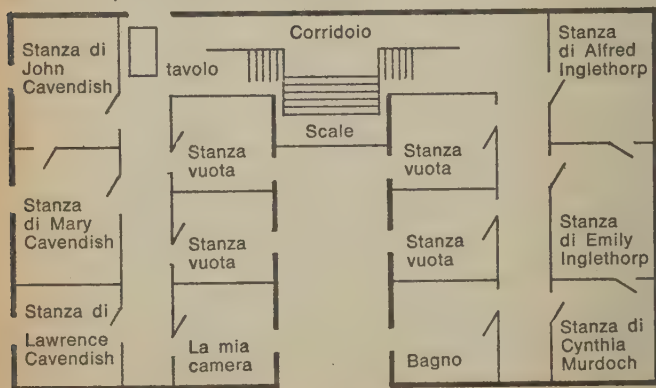 Corridoio
Stanza di
John
Cavendish
tavolo
Stanza
di Alfred
Inglethorp
Scale
Stanza
vuota
Stanza
vuota
Stanza
di Mary
Cavendish
Stanza
vuota
Stanza
vuota
Stanza
di Emily
Inglethorp
Stanza di
Lawrence
Cavendish
La mia
camera
Bagno
Stanza di
Cynthia
Murdoch